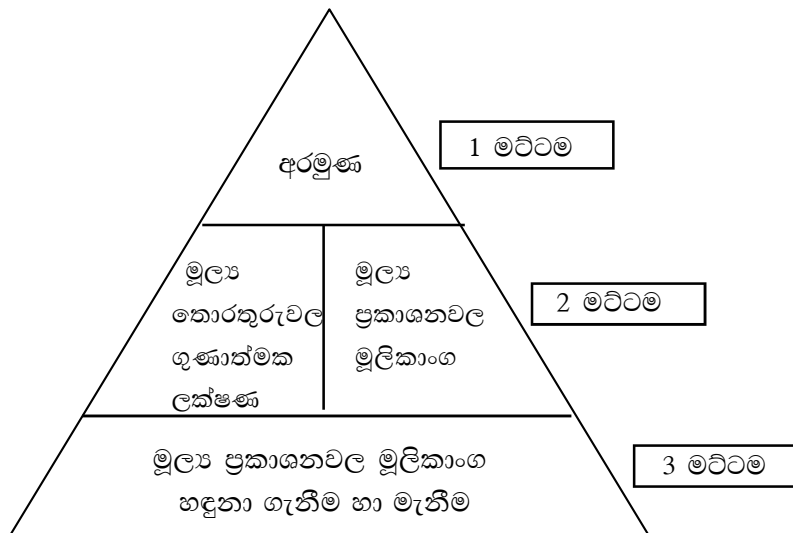 අරමුණ
1 මට්ටම
මූල්‍ය
තොරතුරුවල
ගුණාත්මක
ලක්ෂණ
මූල්‍ය
ප්‍රකාශනවල
මූලිකාංග
2 මට්ටම
මූල්‍ය ප්‍රකාශනවල මූලිකාංග
හඳුනා ගැනීම හා මැනීම
3 මට්ටම